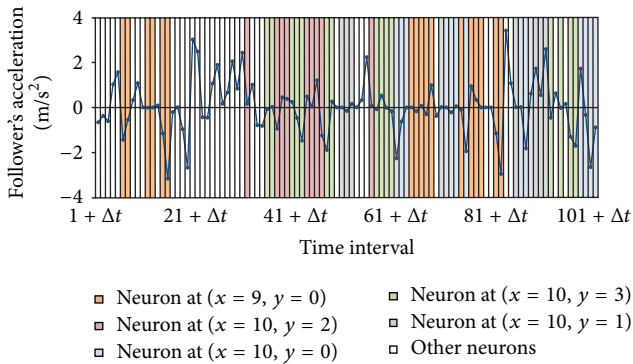 Follower's acceleration
(m/s²)
4
2
0
−2
−4
1 + Δt
21 + Δt
41 + Δt
61 + Δt
81 + Δt
101 + Δt
Time interval
Neuron at (x = 9, y = 0)
Neuron at (x = 10, y = 2)
Neuron at (x = 10, y = 0)
Neuron at (x = 10, y = 3)
Neuron at (x = 10, y = 1)
Other neurons